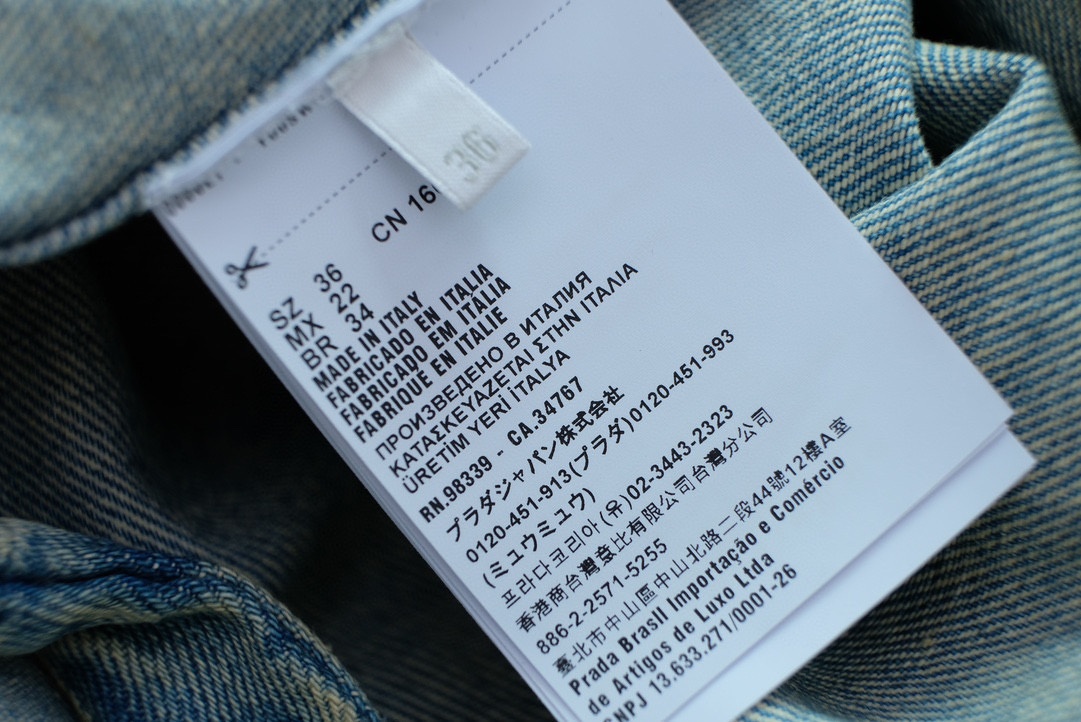 36
CN 16
SZ 36
MX 22
BR 34
MADE IN ITALY
FABRICADO EN ITALIA
FABRICADO EM ITALIA
FABRIQUE EN ITALIE
ПРОИЗВЕДЕНО В ИТАЛИЯ
ΚΑΤΑΣΚΕΥΑΖΕΤΑΙ ΣΤΗΝ ΙΤΑΛΙΑ
ÜRETİM YERİ İTALYA
RN.98339 - CA.34767
プラダジャパン株式会社
0120-451-913(プラダ)0120-451-993
(ミュウミュウ)
프라다코리아(유)02-3443-2323
香港商台灣意比有限公司台灣分公司
886-2-2571-5255
臺北市中山區中山北路二段44號12樓A室
Prada Brasil Importação e Comércio
de Artigos de Luxo Ltda
CNPJ 13.633.271/0001-26